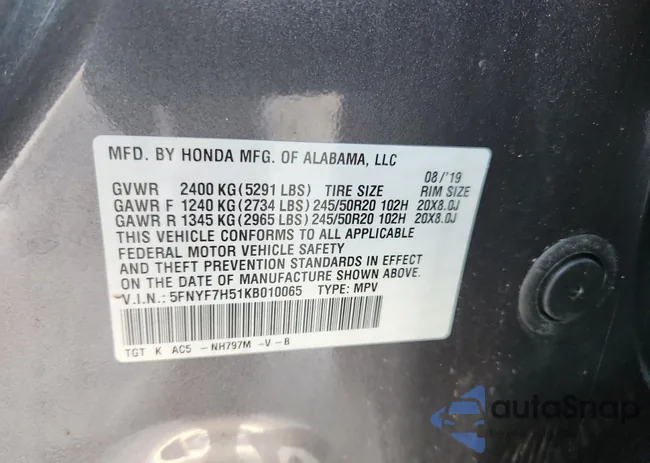 MFD. BY HONDA MFG. OF ALABAMA, LLC
08/'19
GVWR 2400 KG (5291 LBS) TIRE SIZE RIM SIZE
GAWR F 1240 KG (2734 LBS) 245/50R20 102H 20X8.0J
GAWR R 1345 KG (2965 LBS) 245/50R20 102H 20X8.0J
THIS VEHICLE CONFORMS TO ALL APPLICABLE
FEDERAL MOTOR VEHICLE SAFETY
AND THEFT PREVENTION STANDARDS IN EFFECT
ON THE DATE OF MANUFACTURE SHOWN ABOVE.
V.I.N.: 5FNYF7H51KB010065 TYPE: MPV
TGT K AC5 -NH797M -V-B
autoSnap